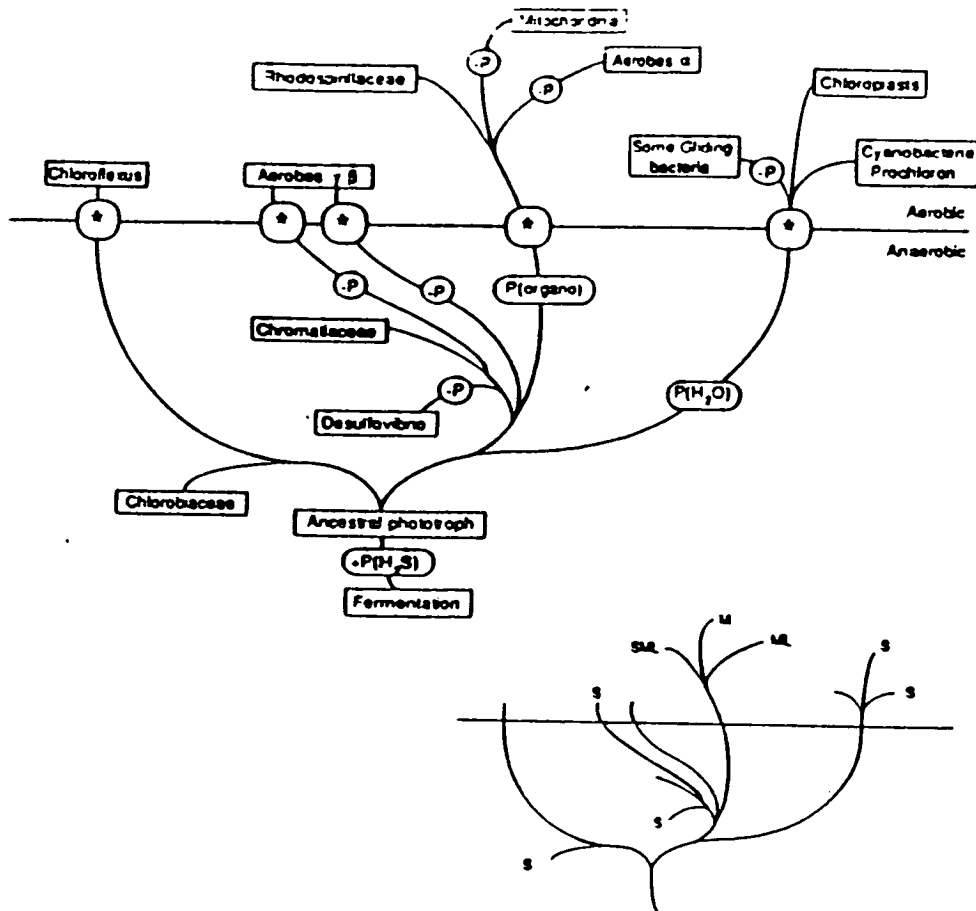 Mitochondria
-P
Aerobes α
Rhodospirillaceae
-P
Chloroplasts
Some Gliding
bacteria
-P
Cyanobacteria
Prochloron
Chloroflexus
Aerobes β
Aerobic
*
*
*
*
*
Anaerobic
-P
-P
P(organo)
Chromatiaceae
-P
P(H₂O)
Desulfovibrio
Chlorobiaceae
Ancestral phototroph
+P(H₂S)
Fermentation
M
SML
ML
S
S
S
S
S